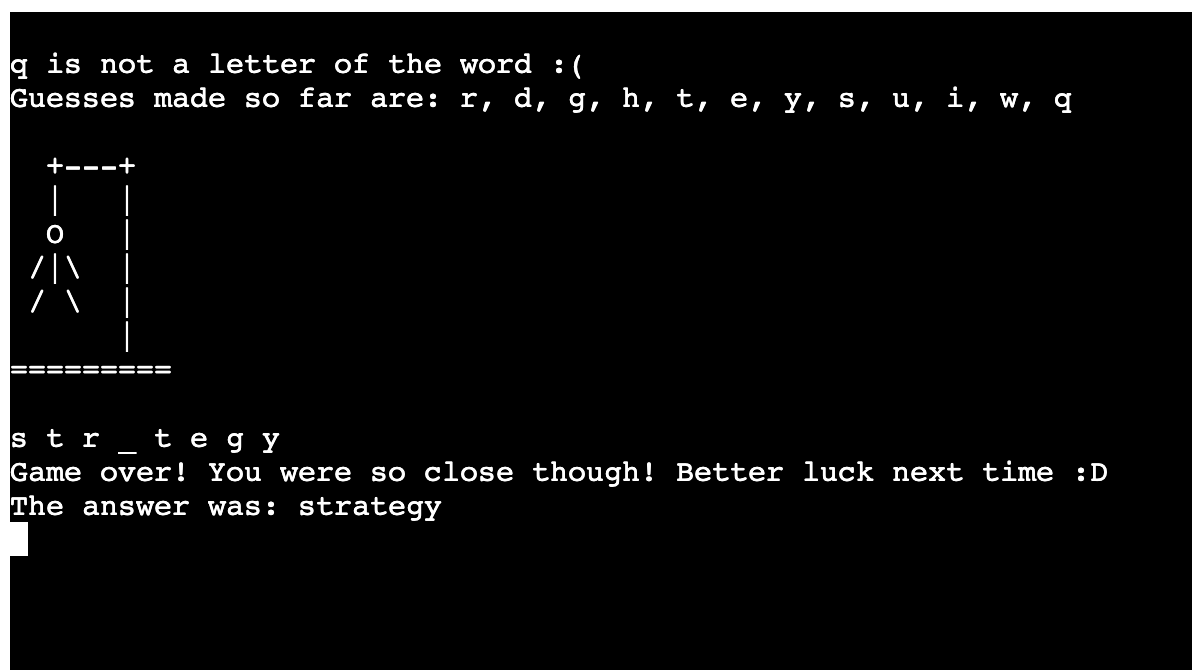 q is not a letter of the word :(
Guesses made so far are: r, d, g, h, t, e, y, s, u, i, w, q
  +---+
  |   |
  o   |
 /|\  |
 / \  |
      |
=========
s t r _ t e g y
Game over! You were so close though! Better luck next time :D
The answer was: strategy